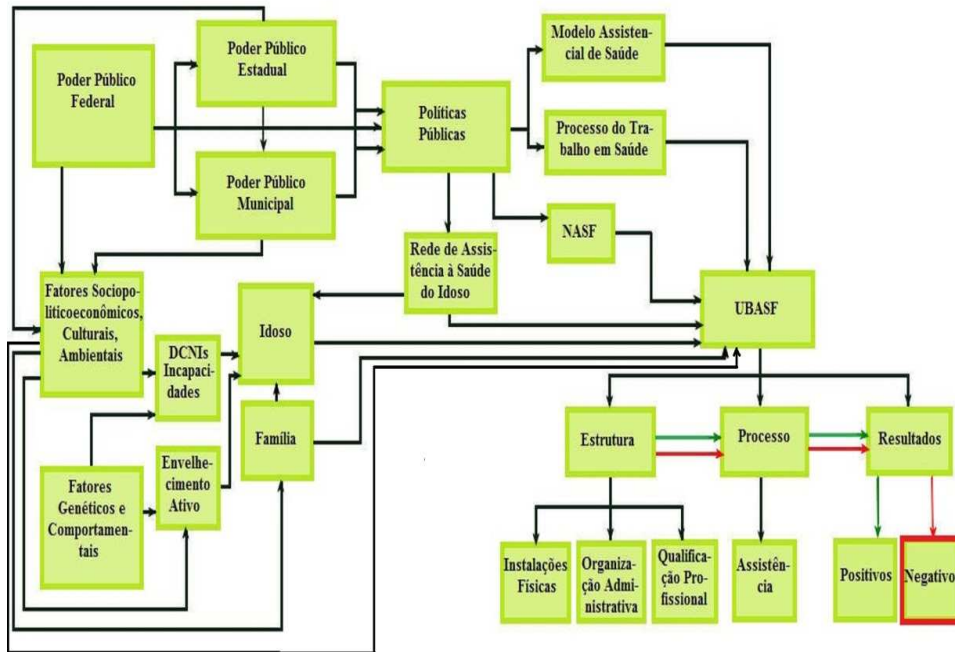 Poder Público
Federal
Poder Público
Estadual
Poder Público
Municipal
Políticas
Públicas
Modelo Assisten-
cial de Saúde
Processo do Tra-
balho em Saúde
NASF
Rede de Assis-
tência à Saúde
do Idoso
UBASF
Fatores Sociopo-
liticoeconômicos,
Culturais,
Ambientais
Idoso
DCNIs
Incapaci-
dades
Família
Envelhe-
cimento
Ativo
Fatores
Genéticos e
Comportamen-
tais
Estrutura
Processo
Resultados
Instalações
Físicas
Organiza-
ção Admi-
nistrativa
Qualifica-
ção Pro-
fissional
Assistên-
cia
Positivos
Negativo